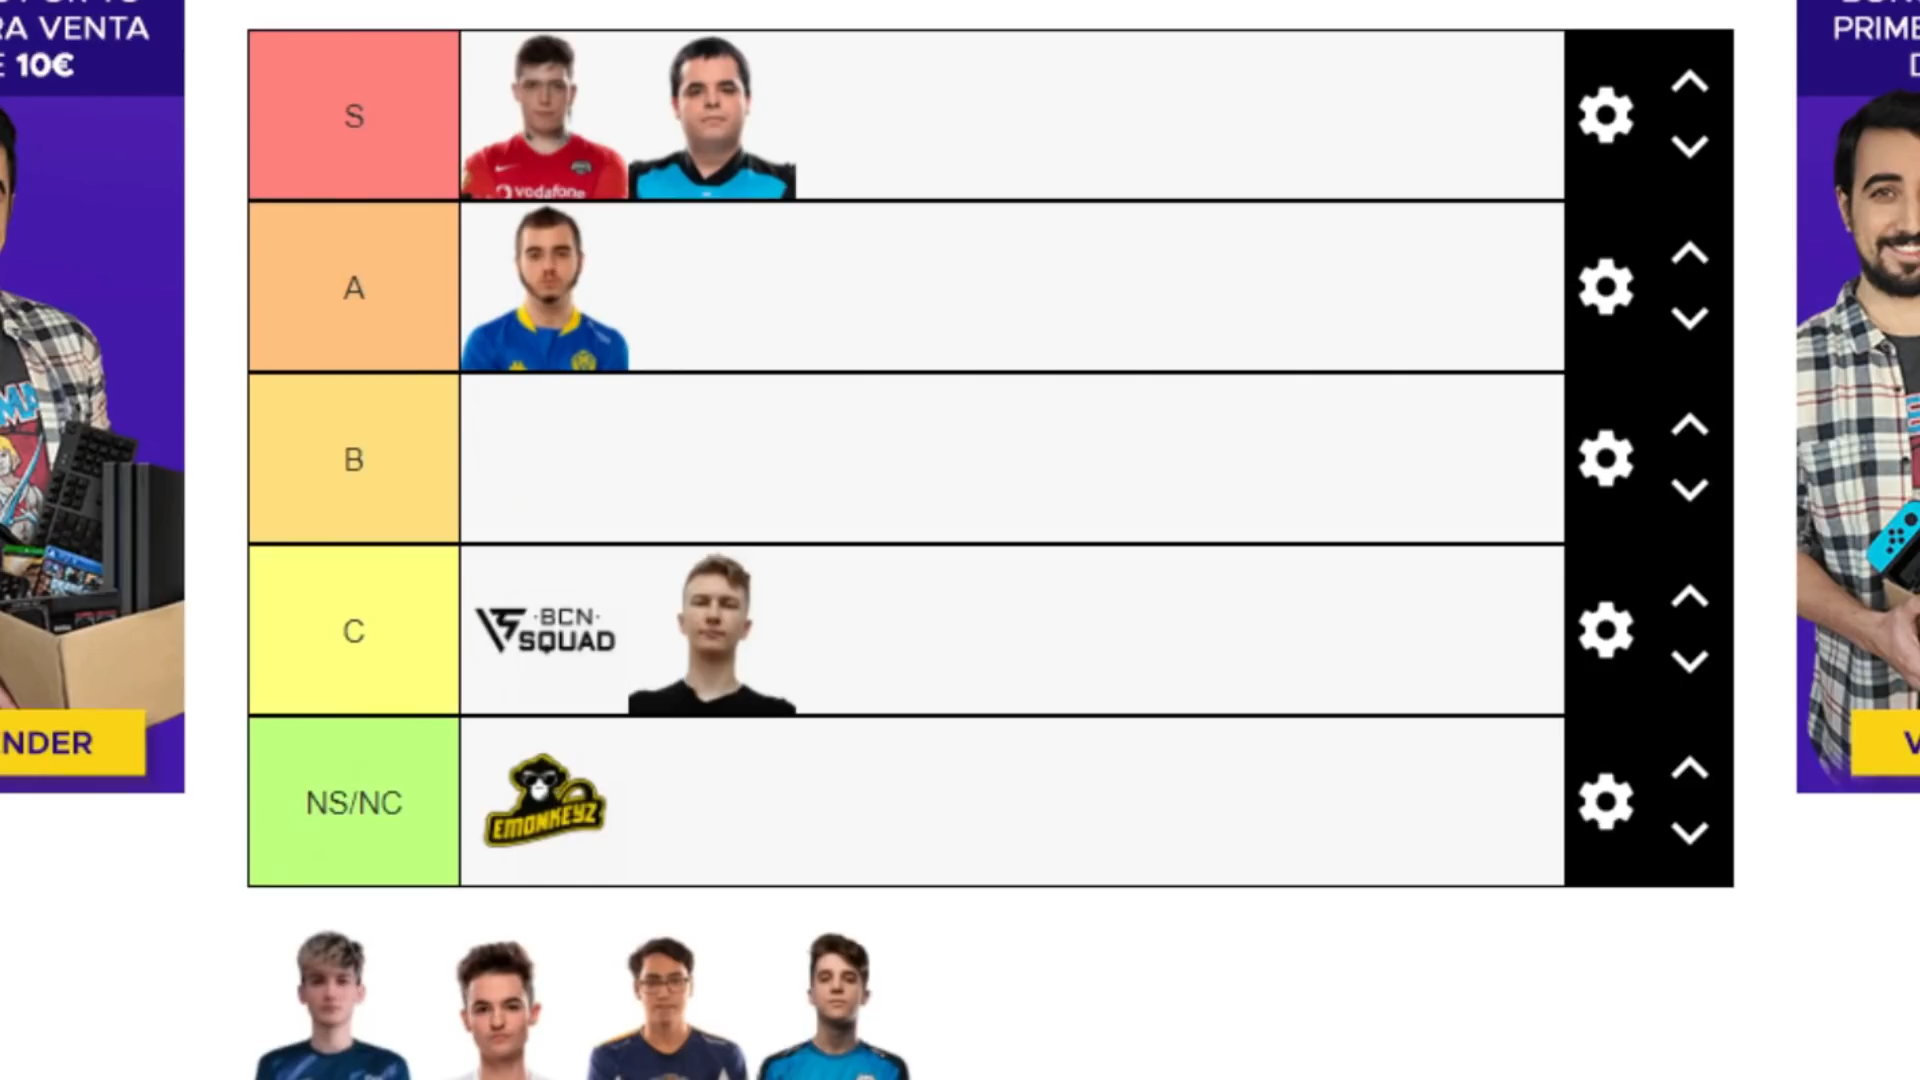 RA VENTA
E 10€
PRIME
S
vodafone
A
B
C
·BCN·
SQUAD
NS/NC
EMONKEYZ
NDER
V